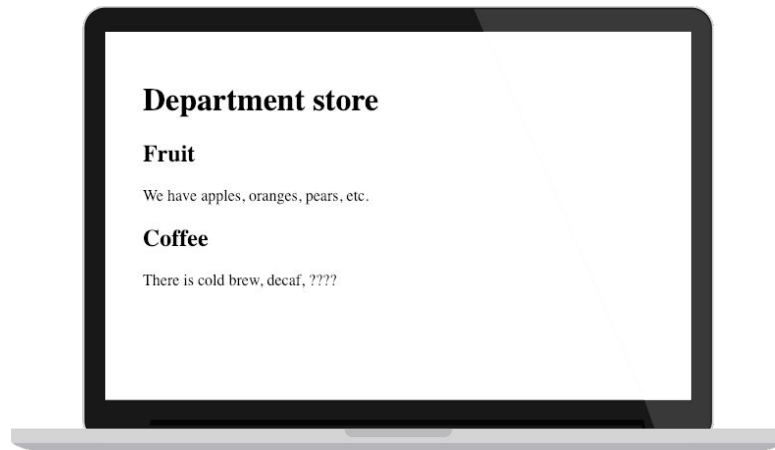 Department store
Fruit
We have apples, oranges, pears, etc.
Coffee
There is cold brew, decaf, ????